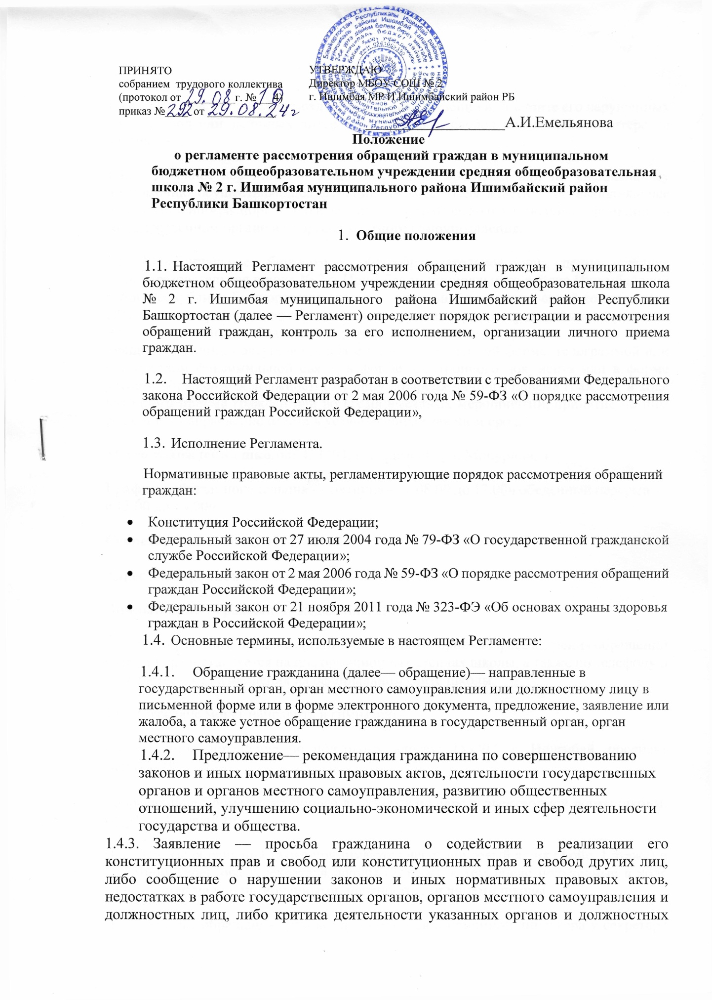 ПРИНЯТО
собранием трудового коллектива
(протокол от 29.08 г. № 10 4)
приказ № 292 от 29.08.24г
УТВЕРЖДАЮ
Директор МБОУ СОШ № 2
г. Ишимбая МР И Ишимбайский район РБ
А.И.Емельянова
Положение
о регламенте рассмотрения обращений граждан в муниципальном
бюджетном общеобразовательном учреждении средняя общеобразовательная
школа № 2 г. Ишимбая муниципального района Ишимбайский район
Республики Башкортостан
1. Общие положения
1.1. Настоящий Регламент рассмотрения обращений граждан в муниципальном
бюджетном общеобразовательном учреждении средняя общеобразовательная школа
№ 2 г. Ишимбая муниципального района Ишимбайский район Республики
Башкортостан (далее — Регламент) определяет порядок регистрации и рассмотрения
обращений граждан, контроль за его исполнением, организации личного приема
граждан.
1.2. Настоящий Регламент разработан в соответствии с требованиями Федерального
закона Российской Федерации от 2 мая 2006 года № 59-ФЗ «О порядке рассмотрения
обращений граждан Российской Федерации»,
1.3. Исполнение Регламента.
Нормативные правовые акты, регламентирующие порядок рассмотрения обращений
граждан:
• Конституция Российской Федерации;
• Федеральный закон от 27 июля 2004 года № 79-ФЗ «О государственной гражданской
службе Российской Федерации»;
• Федеральный закон от 2 мая 2006 года № 59-ФЗ «О порядке рассмотрения обращений
граждан Российской Федерации»;
• Федеральный закон от 21 ноября 2011 года № 323-ФЭ «Об основах охраны здоровья
граждан в Российской Федерации»;
1.4. Основные термины, используемые в настоящем Регламенте:
1.4.1. Обращение гражданина (далее— обращение)— направленные в
государственный орган, орган местного самоуправления или должностному лицу в
письменной форме или в форме электронного документа, предложение, заявление или
жалоба, а также устное обращение гражданина в государственный орган, орган
местного самоуправления.
1.4.2. Предложение— рекомендация гражданина по совершенствованию
законов и иных нормативных правовых актов, деятельности государственных
органов и органов местного самоуправления, развитию общественных
отношений, улучшению социально-экономической и иных сфер деятельности
государства и общества.
1.4.3. Заявление — просьба гражданина о содействии в реализации его
конституционных прав и свобод или конституционных прав и свобод других лиц,
либо сообщение о нарушении законов и иных нормативных правовых актов,
недостатках в работе государственных органов, органов местного самоуправления и
должностных лиц, либо критика деятельности указанных органов и должностных